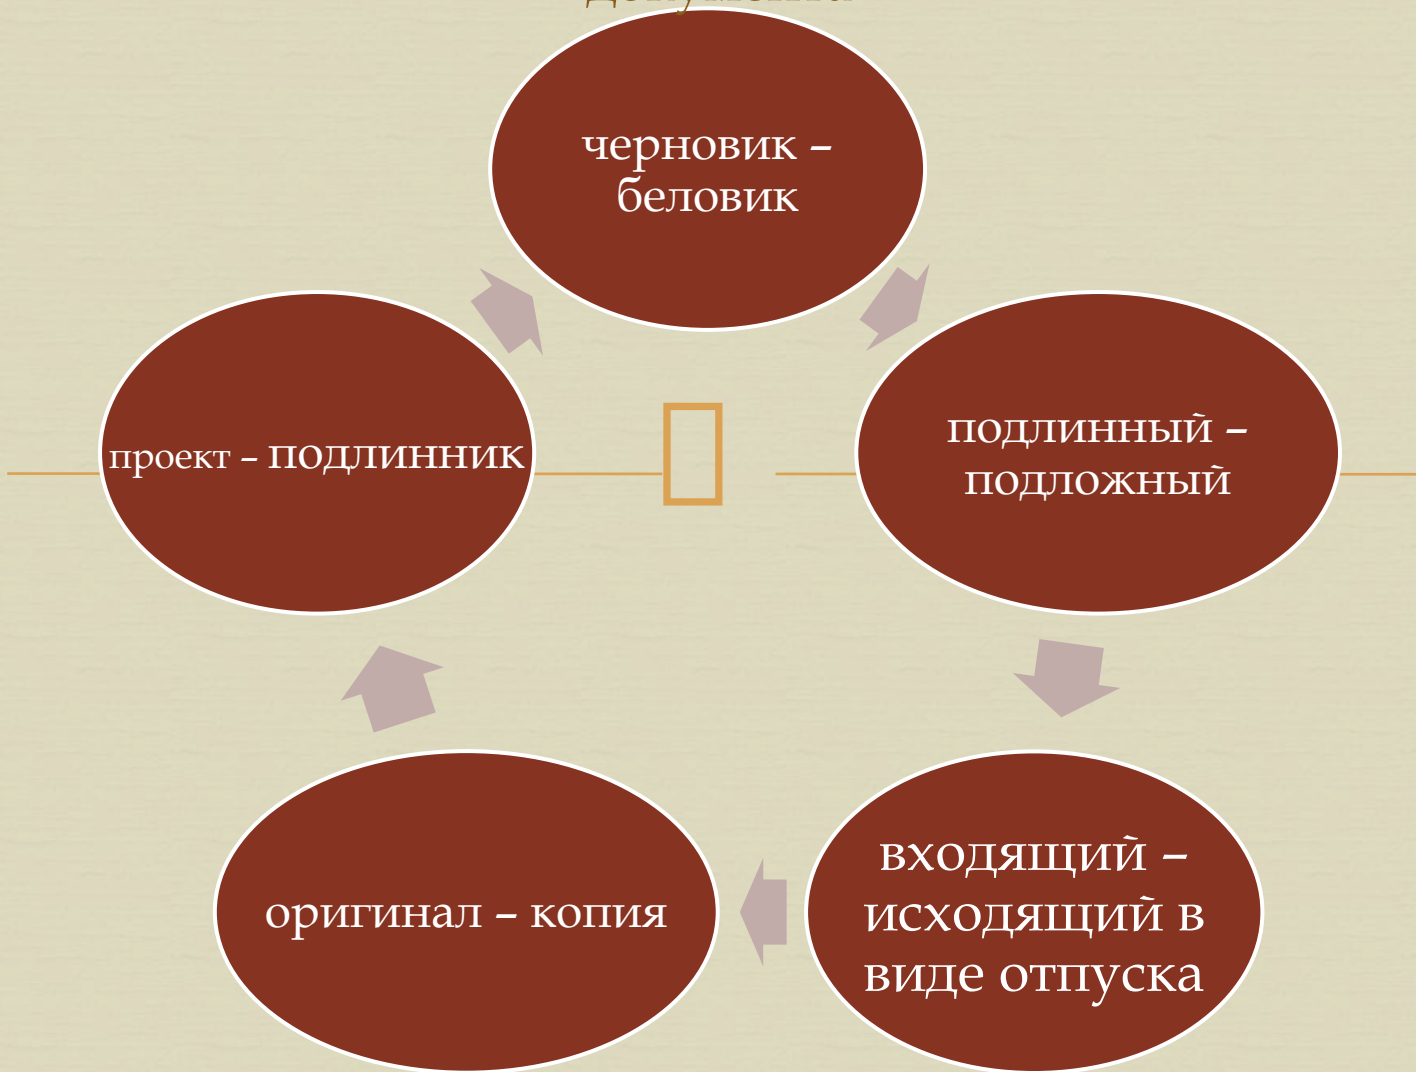 черновик –
беловик
подлинный –
подложный
входящий –
исходящий в
виде отпуска
оригинал – копия
проект – подлинник